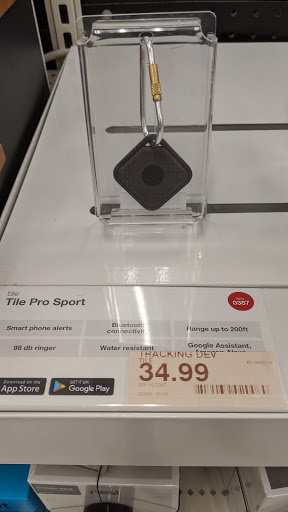 tile
Tile Pro Sport
0367
Smart phone alerts
Bluetooth connectivity
Range up to 200ft
98 db ringer
Water resistant
Google Assistant,
Download on the
App Store
GET IT ON
Google Play
TRACKING DEV
TILE
34.99